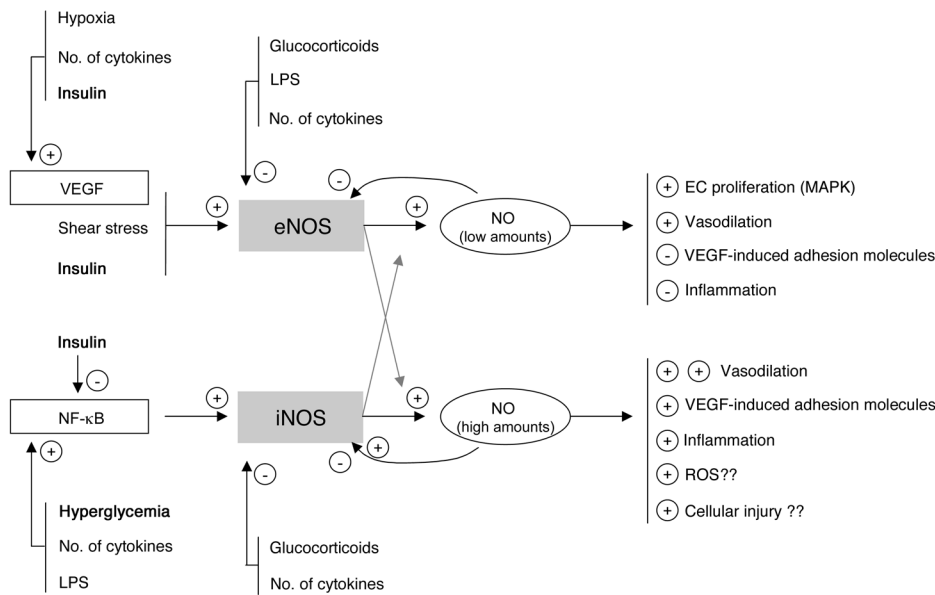 Hypoxia
No. of cytokines
Insulin
+
VEGF
Shear stress
Insulin
+
Glucocorticoids
LPS
No. of cytokines
-
eNOS
-
+
NO
(low amounts)
+ EC proliferation (MAPK)
+ Vasodilation
- VEGF-induced adhesion molecules
- Inflammation
Insulin
-
NF-κB
+
Hyperglycemia
No. of cytokines
LPS
+
iNOS
-
Glucocorticoids
No. of cytokines
+
- +
NO
(high amounts)
+ + Vasodilation
+ VEGF-induced adhesion molecules
+ Inflammation
+ ROS??
+ Cellular injury ??